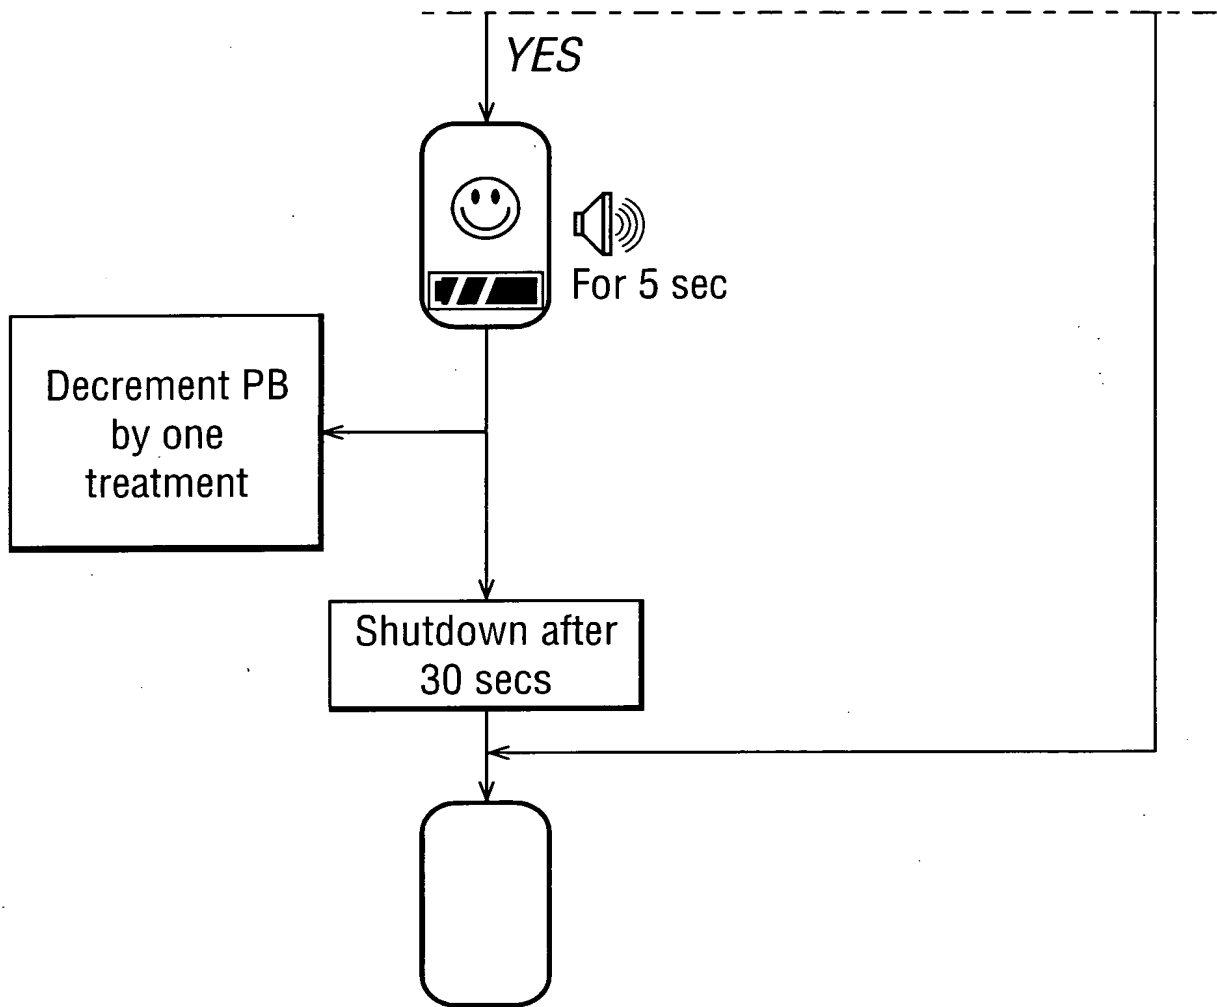 YES
For 5 sec
Decrement PB
by one
treatment
Shutdown after
30 secs